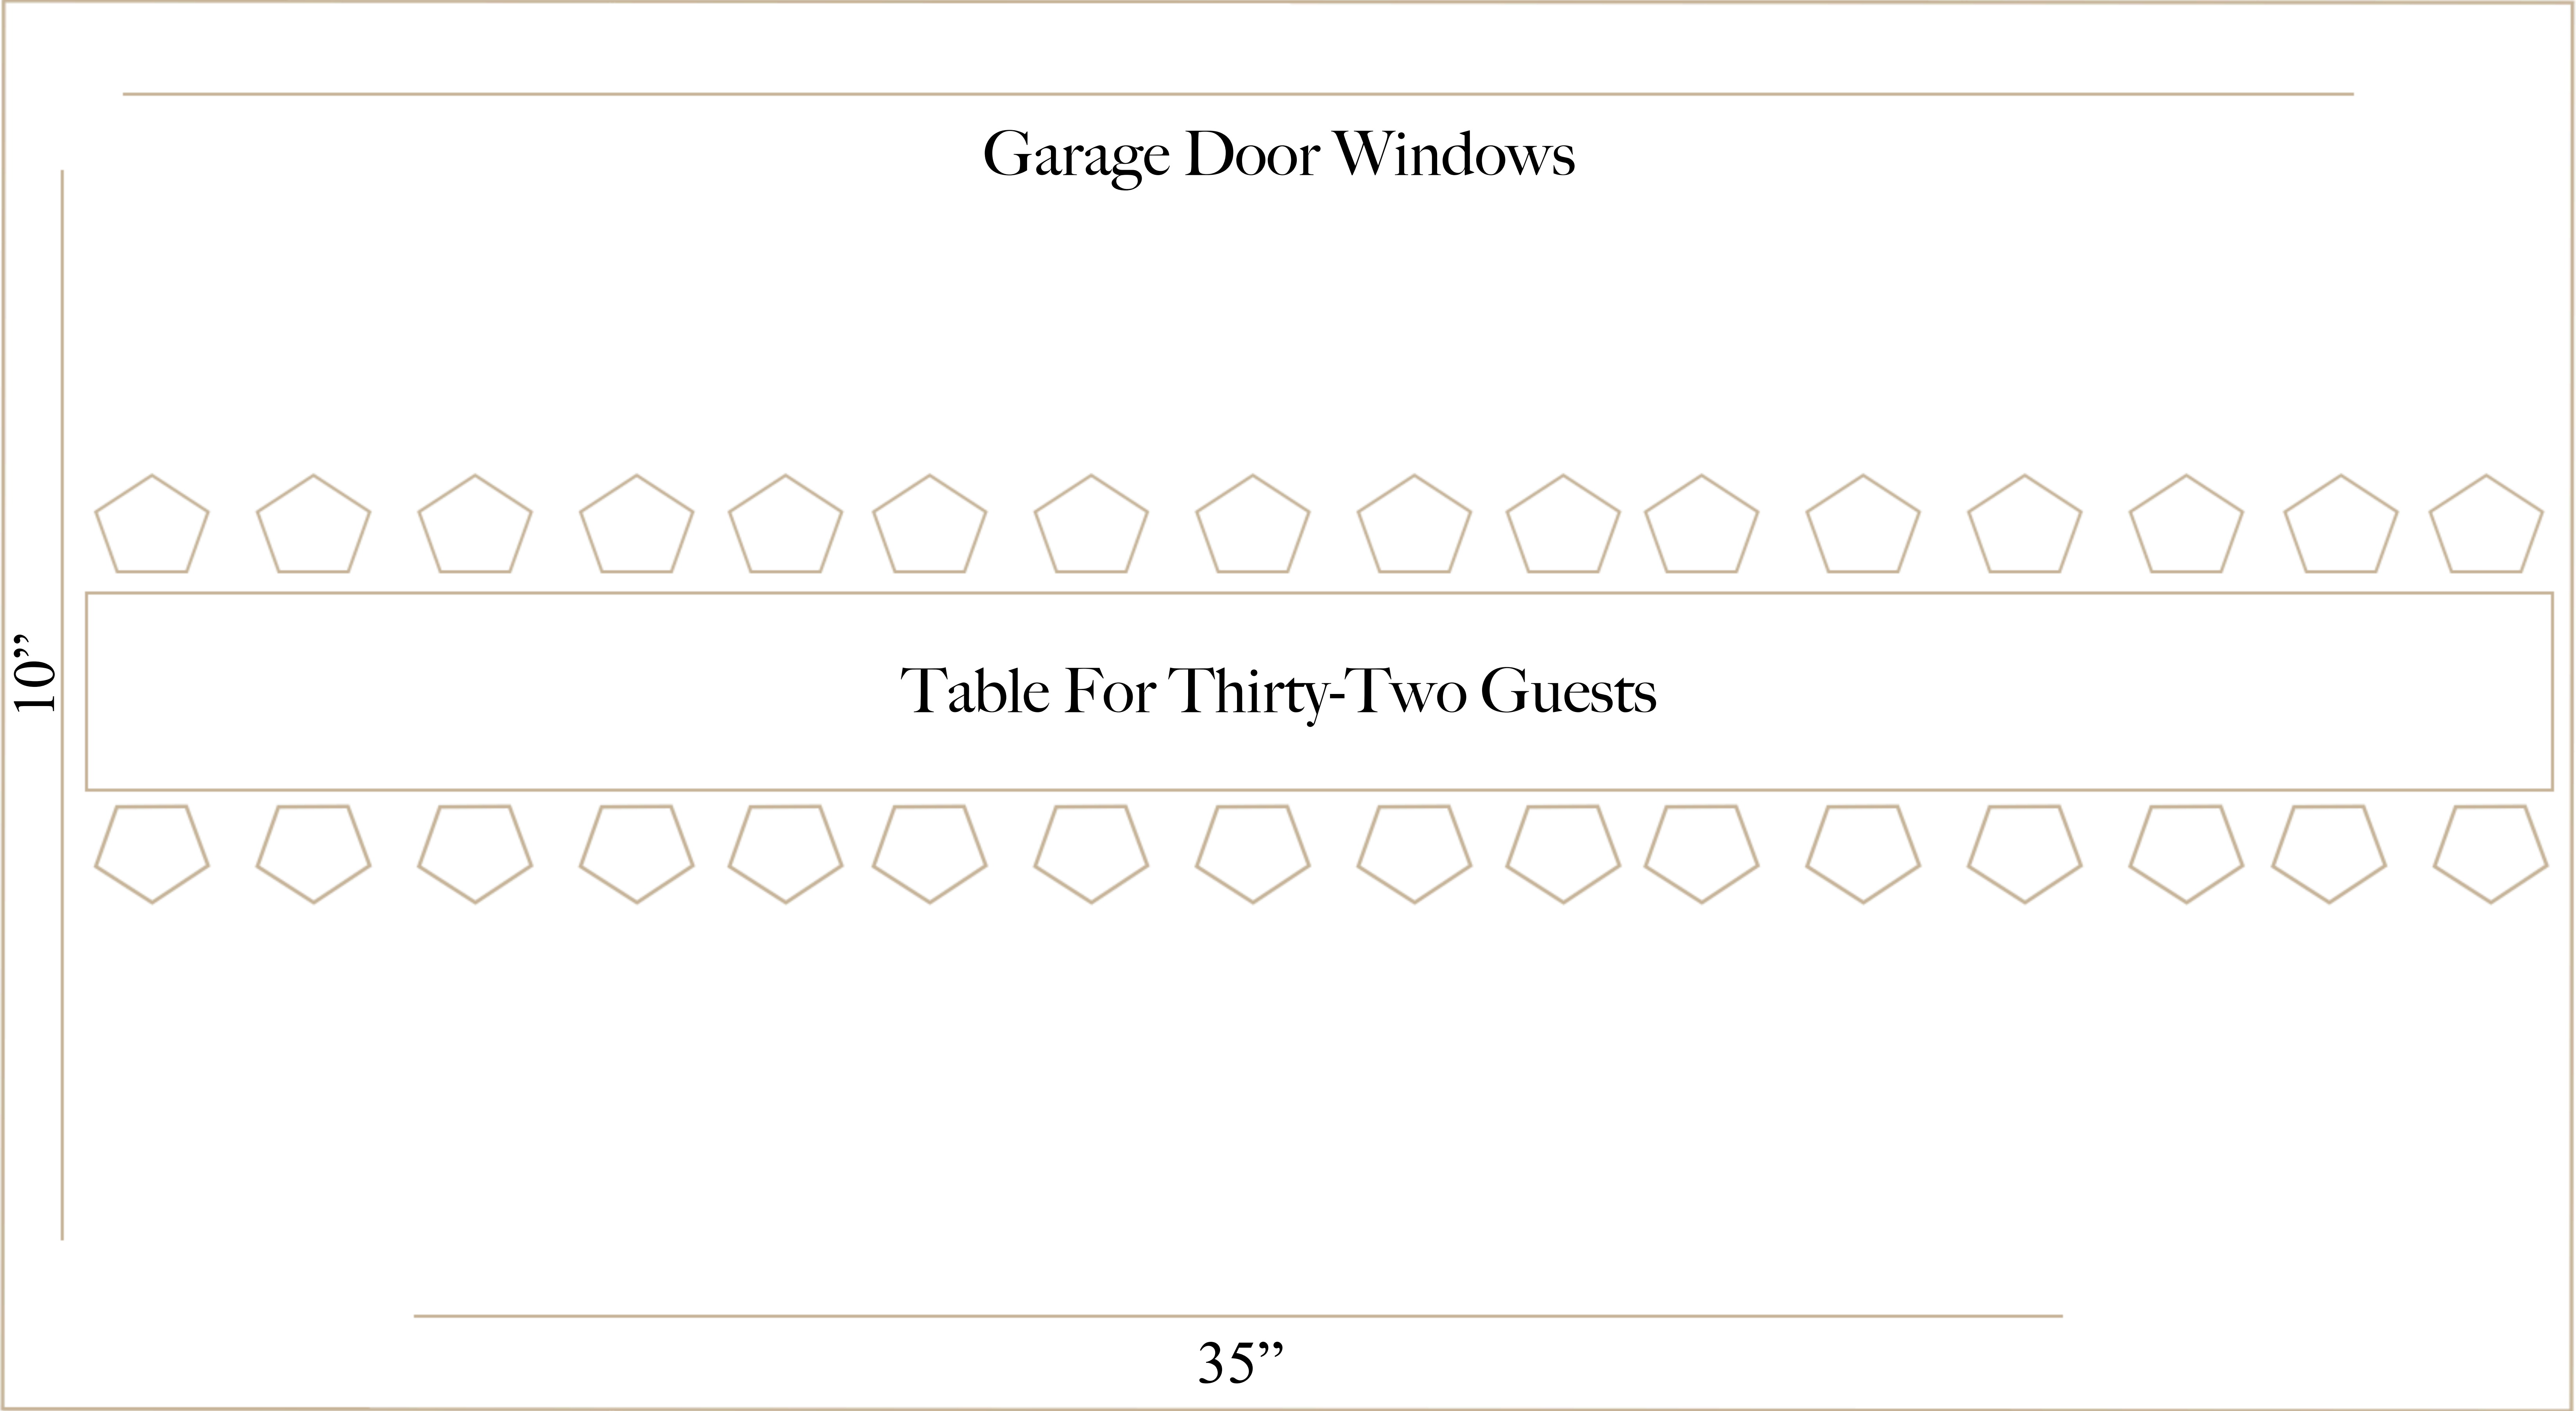 Garage Door Windows
10”
Table For Thirty-Two Guests
35”